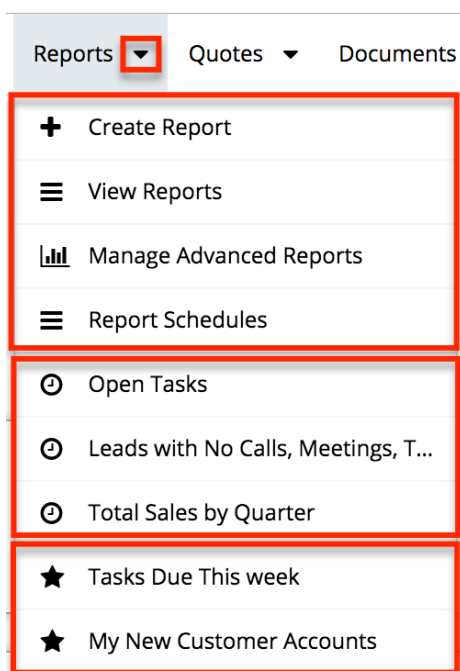 Reports Quotes Documents
Create Report
View Reports
Manage Advanced Reports
Report Schedules
Open Tasks
Leads with No Calls, Meetings, T...
Total Sales by Quarter
Tasks Due This week
My New Customer Accounts